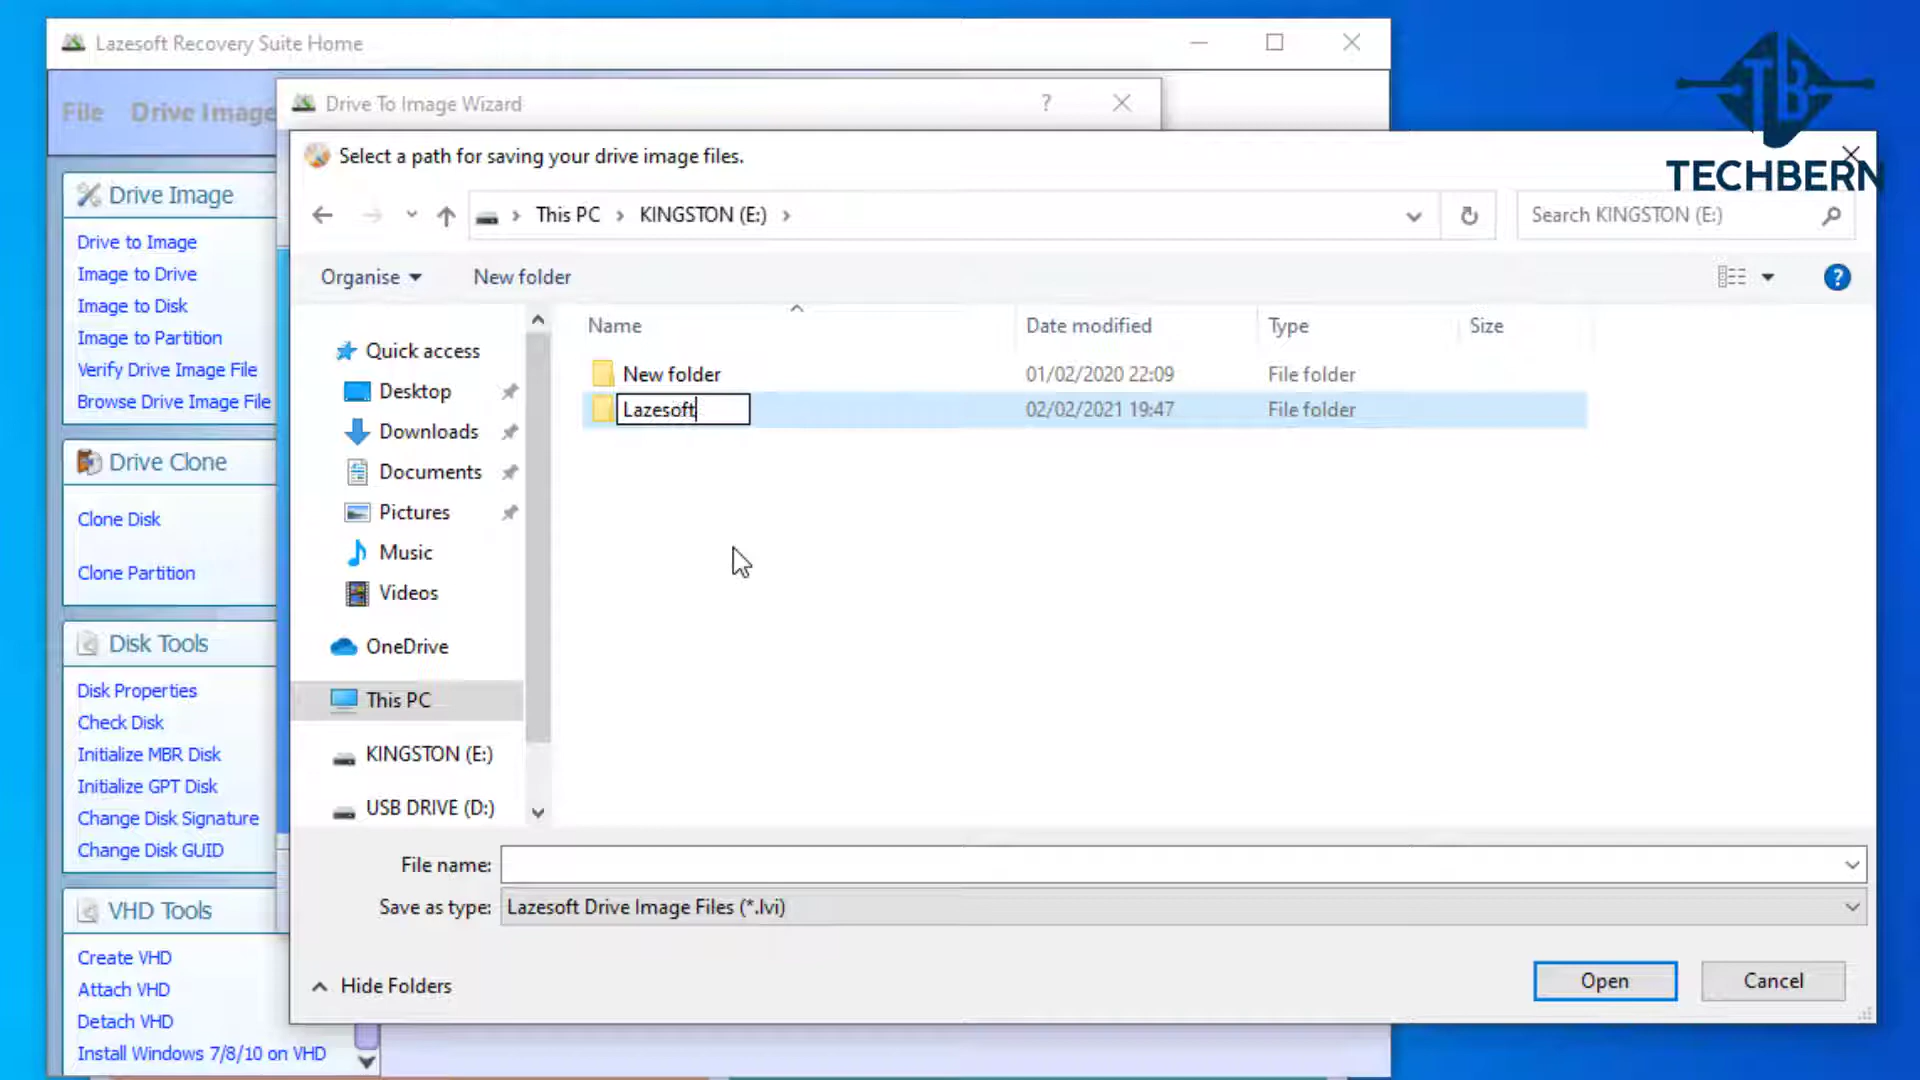 Lazesoft Recovery Suite Home
File Drive Image
Drive To Image Wizard
?
TB
TECHBERN
Select a path for saving your drive image files.
This PC > KINGSTON (E:) >
Search KINGSTON (E:)
Organise
New folder
?
Drive Image
Drive to Image
Image to Drive
Image to Disk
Image to Partition
Verify Drive Image File
Browse Drive Image File
Drive Clone
Clone Disk
Clone Partition
Disk Tools
Disk Properties
Check Disk
Initialize MBR Disk
Initialize GPT Disk
Change Disk Signature
Change Disk GUID
VHD Tools
Create VHD
Attach VHD
Detach VHD
Install Windows 7/8/10 on VHD
Quick access
Desktop
Downloads
Documents
Pictures
Music
Videos
OneDrive
This PC
KINGSTON (E:)
USB DRIVE (D:)
Name Date modified Type Size
New folder 01/02/2020 22:09 File folder
Lazesoft 02/02/2021 19:47 File folder
File name:
Save as type: Lazesoft Drive Image Files (*.lvi)
Hide Folders
Open
Cancel